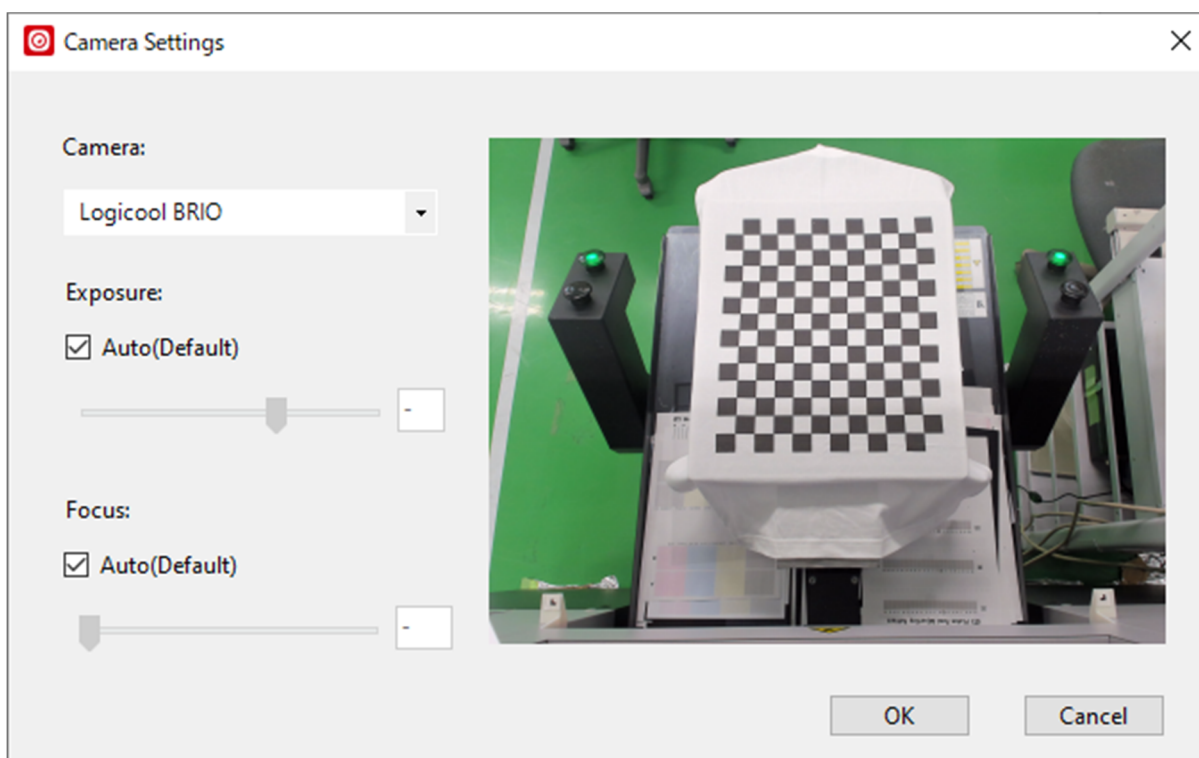 Camera Settings
Camera:
Logicool BRIO
Exposure:
Auto(Default)
-
Focus:
Auto(Default)
-
OK
Cancel